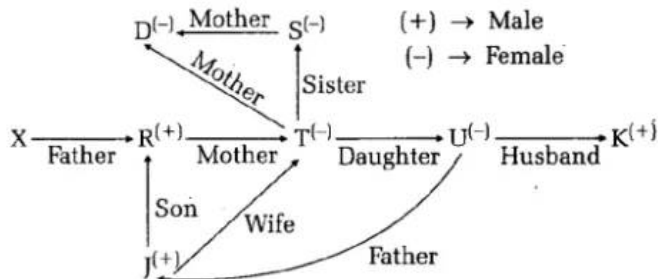 D(-) Mother S(-) (+) → Male
Mother (-) → Female
Sister
X R(+) T(-) U(-) K(+)
Father Mother Daughter Husband
Son Wife
Father
J(+)